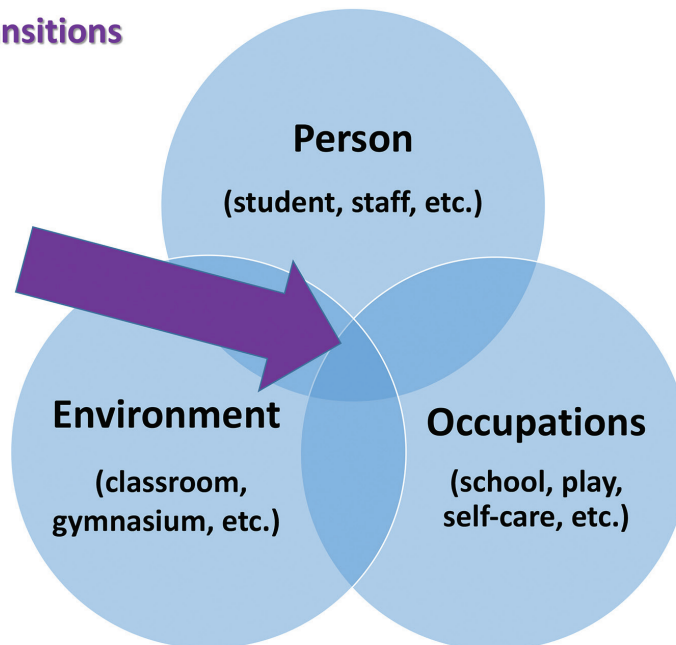 nsitions
Person
(student, staff, etc.)
Environment
(classroom,
gymnasium, etc.)
Occupations
(school, play,
self-care, etc.)